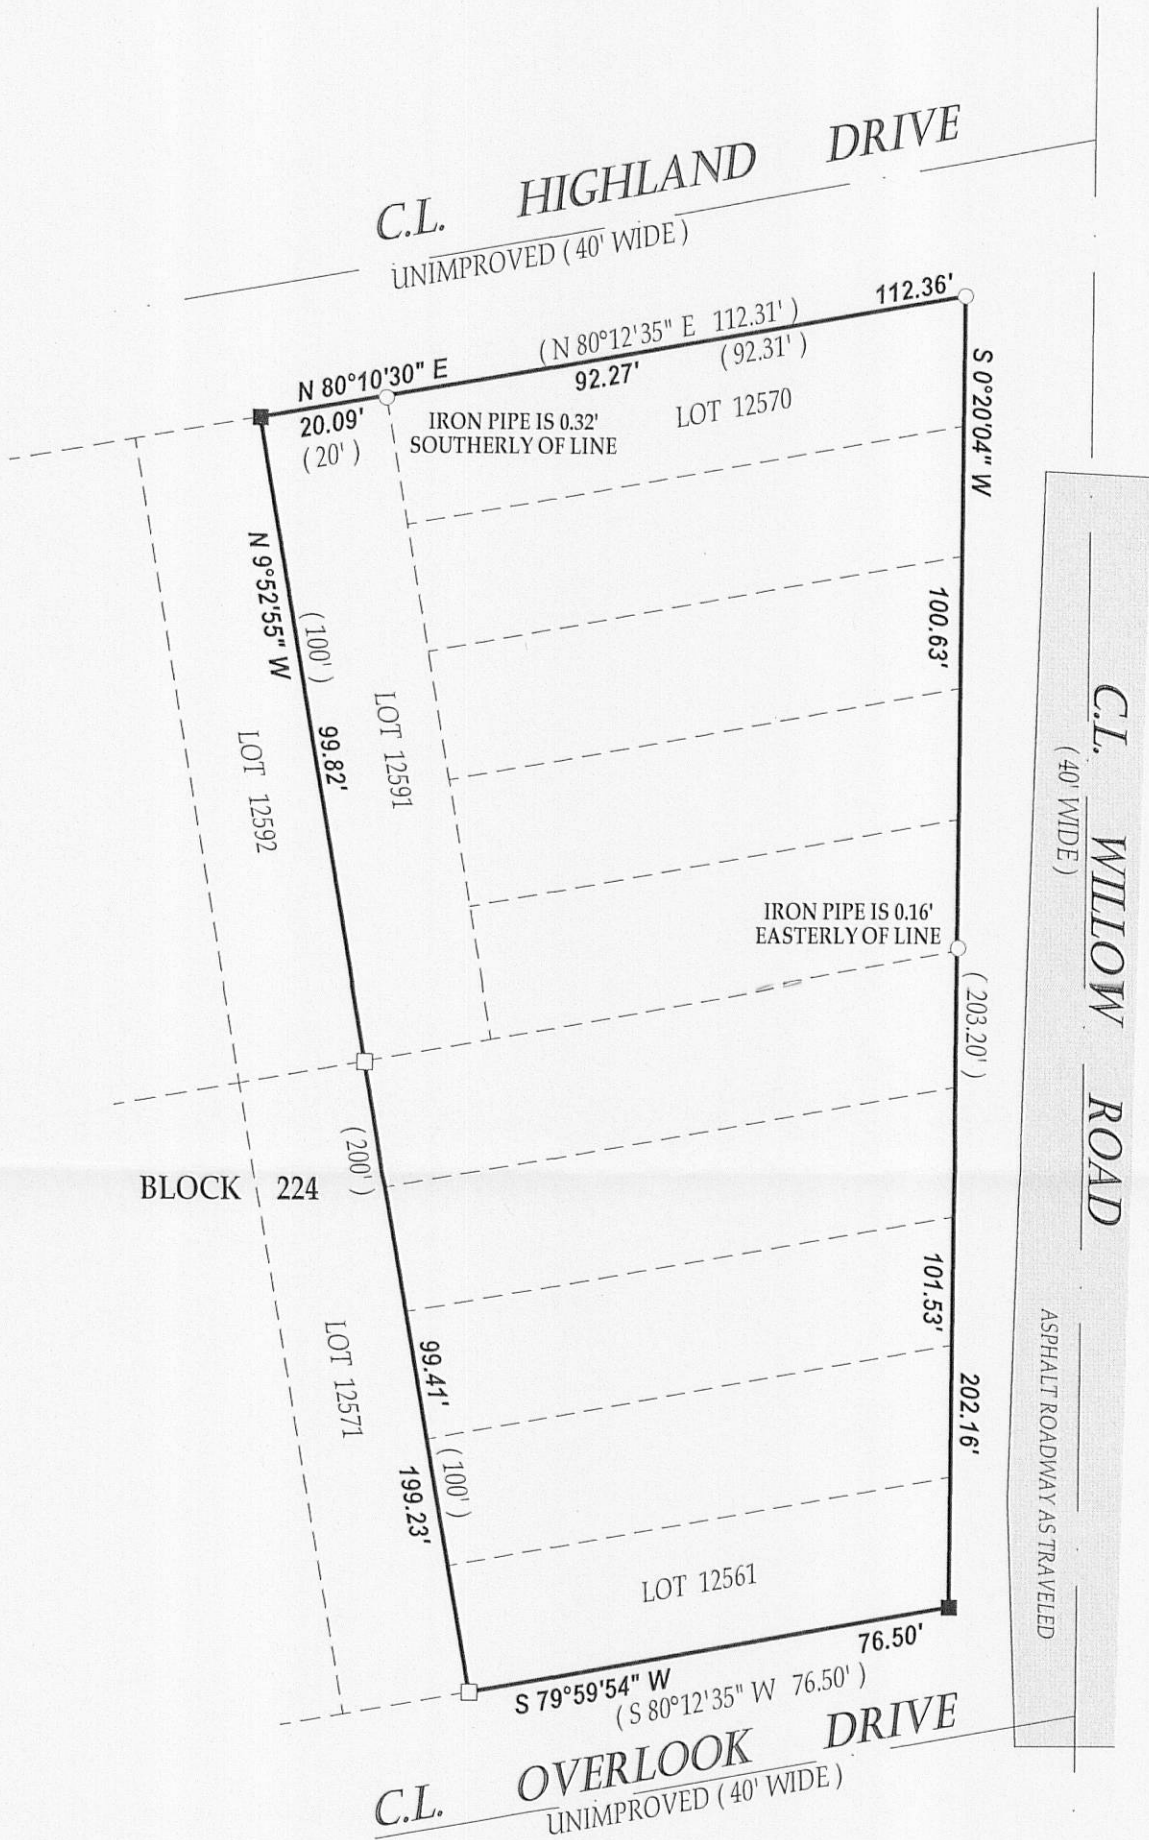 C.L. HIGHLAND DRIVE
UNIMPROVED ( 40' WIDE )
112.36'
( N 80°12'35" E 112.31' )
N 80°10'30" E
92.27'
( 92.31' )
20.09'
( 20' )
IRON PIPE IS 0.32'
SOUTHERLY OF LINE
LOT 12570
S 0°20'04" W
N 9°52'55" W
( 100' )
99.82'
LOT 12591
LOT 12592
100.63'
C.L. WILLOW ROAD
( 40' WIDE )
IRON PIPE IS 0.16'
EASTERLY OF LINE
( 203.20' )
( 200' )
BLOCK 224
101.53'
202.16'
ASPHALT ROADWAY AS TRAVELED
LOT 12571
99.41'
( 100' )
199.23'
LOT 12561
76.50'
S 79°59'54" W
( S 80°12'35" W 76.50' )
C.L. OVERLOOK DRIVE
UNIMPROVED ( 40' WIDE )